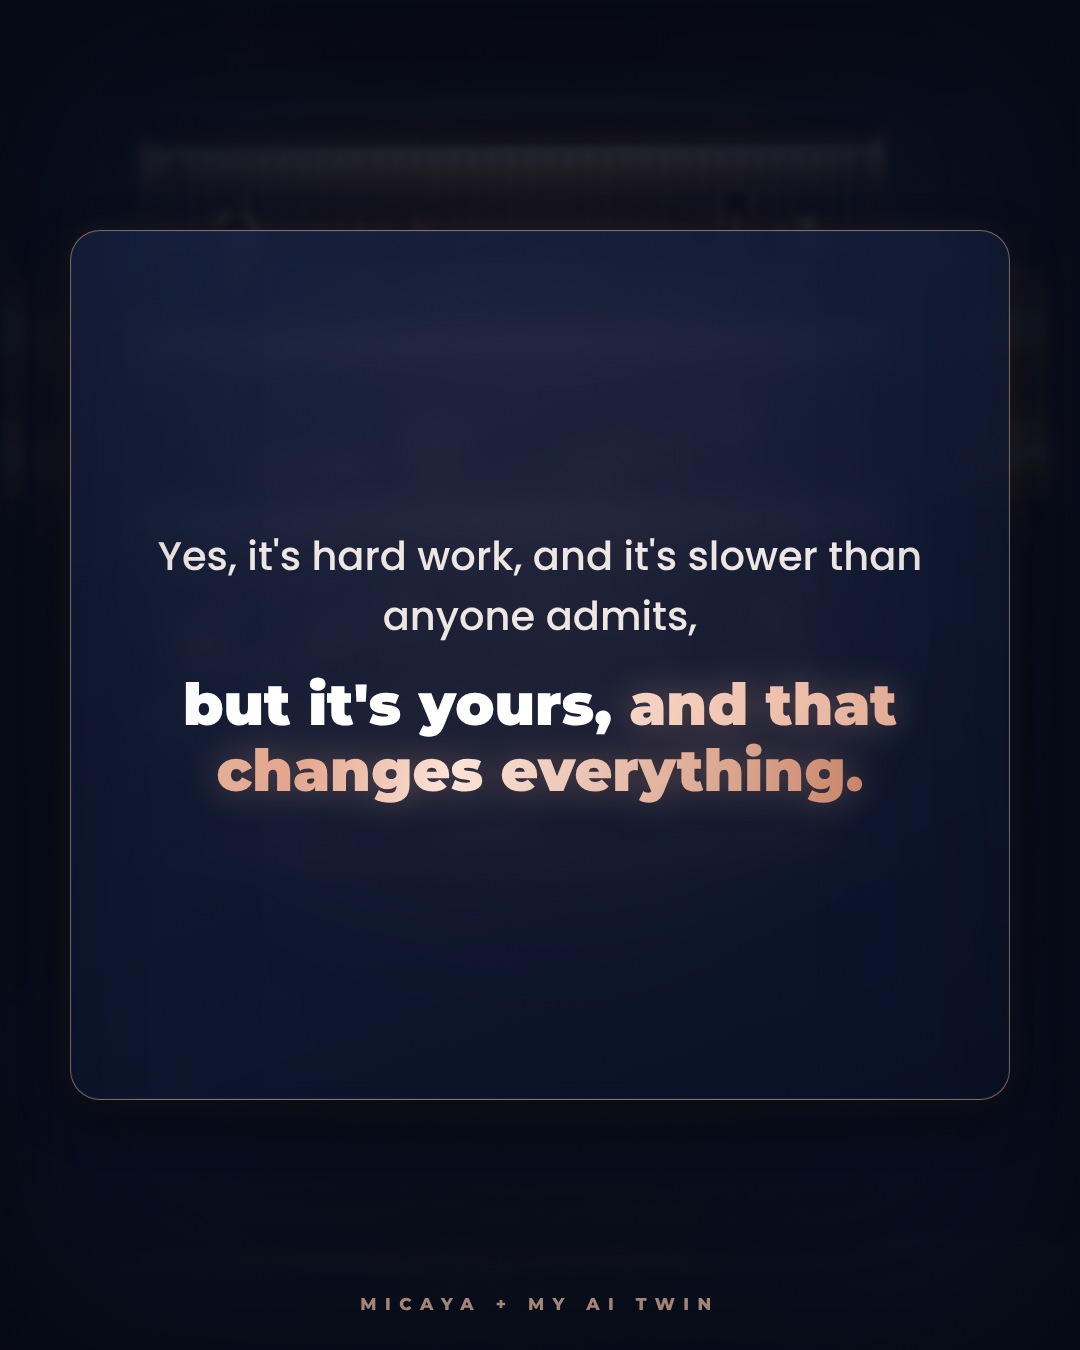 Yes, it's hard work, and it's slower than
anyone admits,
but it's yours, and that
changes everything.
MICAYA + MY AI TWIN